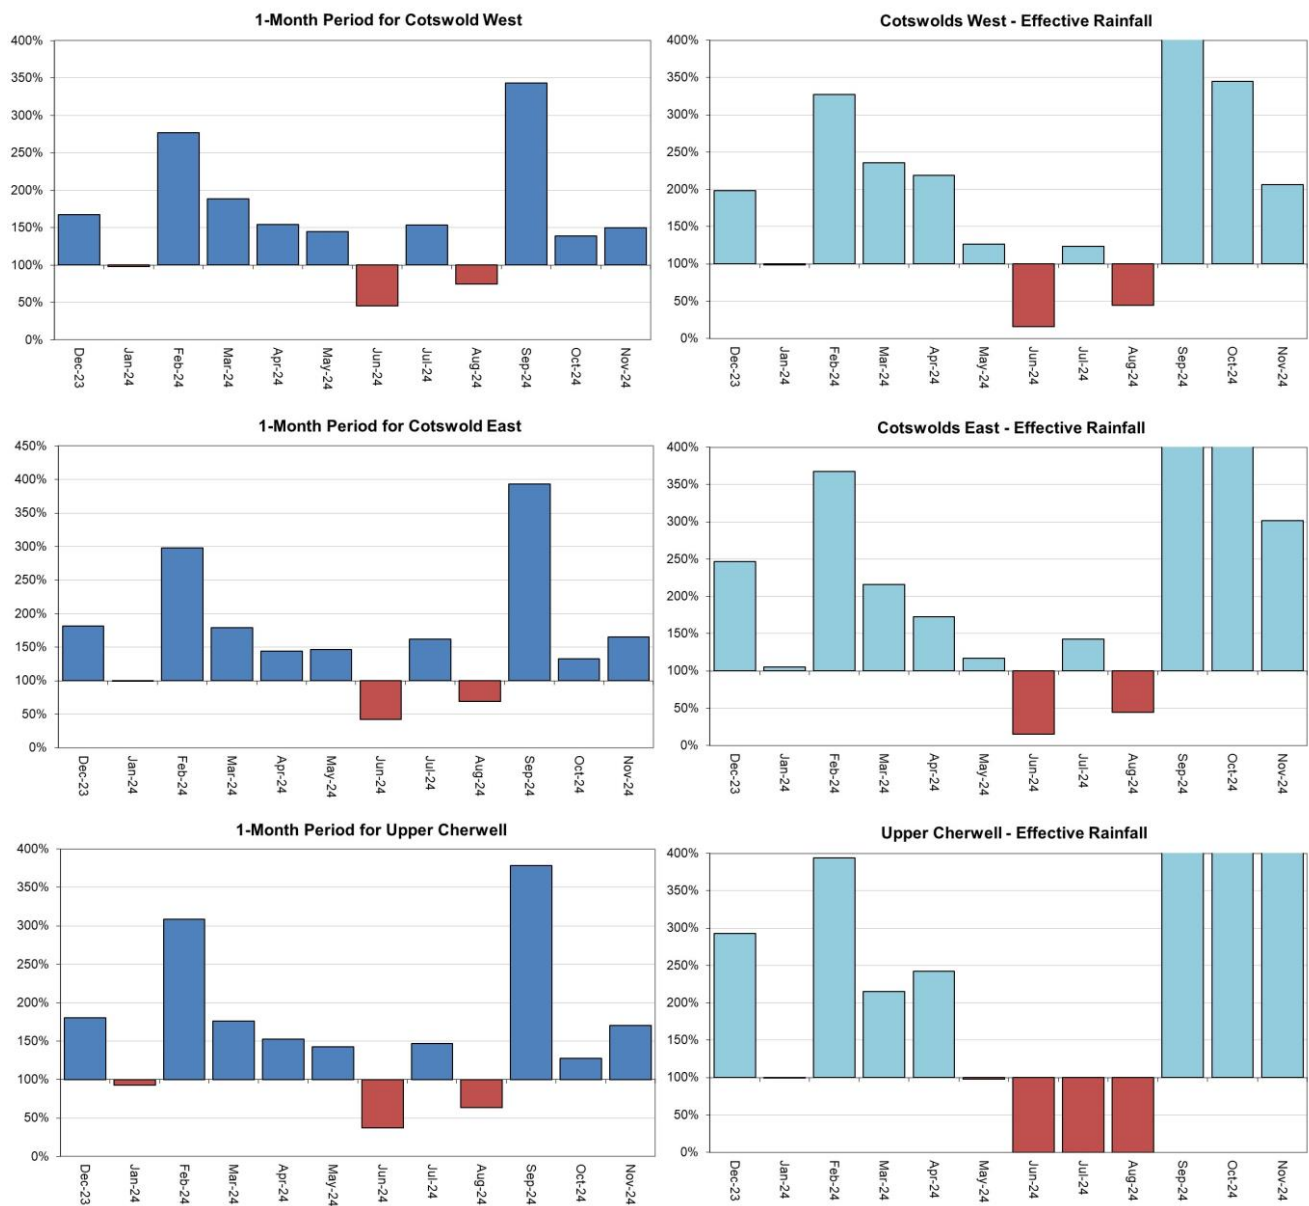 1-Month Period for Cotswold West
400%
350%
300%
250%
200%
150%
100%
50%
0%
Dec-23
Jan-24
Feb-24
Mar-24
Apr-24
May-24
Jun-24
Jul-24
Aug-24
Sep-24
Oct-24
Nov-24
Cotswolds West - Effective Rainfall
400%
350%
300%
250%
200%
150%
100%
50%
0%
Dec-23
Jan-24
Feb-24
Mar-24
Apr-24
May-24
Jun-24
Jul-24
Aug-24
Sep-24
Oct-24
Nov-24
1-Month Period for Cotswold East
450%
400%
350%
300%
250%
200%
150%
100%
50%
0%
Dec-23
Jan-24
Feb-24
Mar-24
Apr-24
May-24
Jun-24
Jul-24
Aug-24
Sep-24
Oct-24
Nov-24
Cotswolds East - Effective Rainfall
400%
350%
300%
250%
200%
150%
100%
50%
0%
Dec-23
Jan-24
Feb-24
Mar-24
Apr-24
May-24
Jun-24
Jul-24
Aug-24
Sep-24
Oct-24
Nov-24
1-Month Period for Upper Cherwell
400%
350%
300%
250%
200%
150%
100%
50%
0%
Dec-23
Jan-24
Feb-24
Mar-24
Apr-24
May-24
Jun-24
Jul-24
Aug-24
Sep-24
Oct-24
Nov-24
Upper Cherwell - Effective Rainfall
400%
350%
300%
250%
200%
150%
100%
50%
0%
Dec-23
Jan-24
Feb-24
Mar-24
Apr-24
May-24
Jun-24
Jul-24
Aug-24
Sep-24
Oct-24
Nov-24